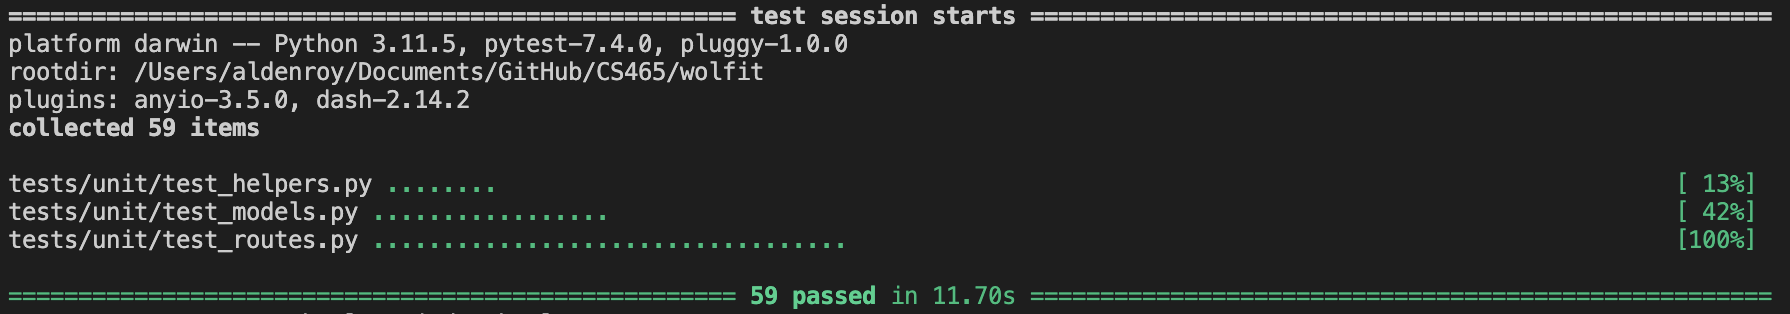 ==================================================== test session starts =====================================================
platform darwin -- Python 3.11.5, pytest-7.4.0, pluggy-1.0.0
rootdir: /Users/aldenroy/Documents/GitHub/CS465/wolfit
plugins: anyio-3.5.0, dash-2.14.2
collected 59 items
tests/unit/test_helpers.py ........ [ 13%]
tests/unit/test_models.py ................. [ 42%]
tests/unit/test_routes.py .................................. [100%]
==================================================== 59 passed in 11.70s =====================================================